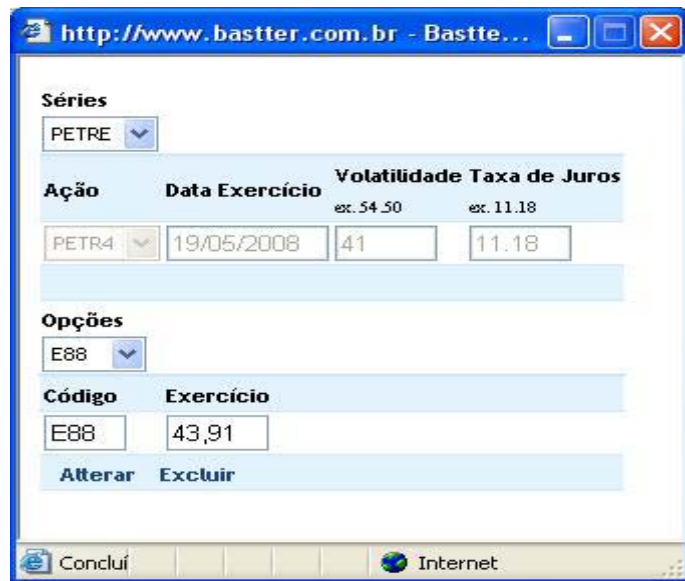 http://www.bastter.com.br - Bastte...
Séries
PETRE
Ação Data Exercício Volatilidade Taxa de Juros
ex. 54.50 ex. 11.18
PETR4 19/05/2008 41 11.18
Opções
E88
Código Exercício
E88 43,91
Alterar Excluir
Concluí Internet